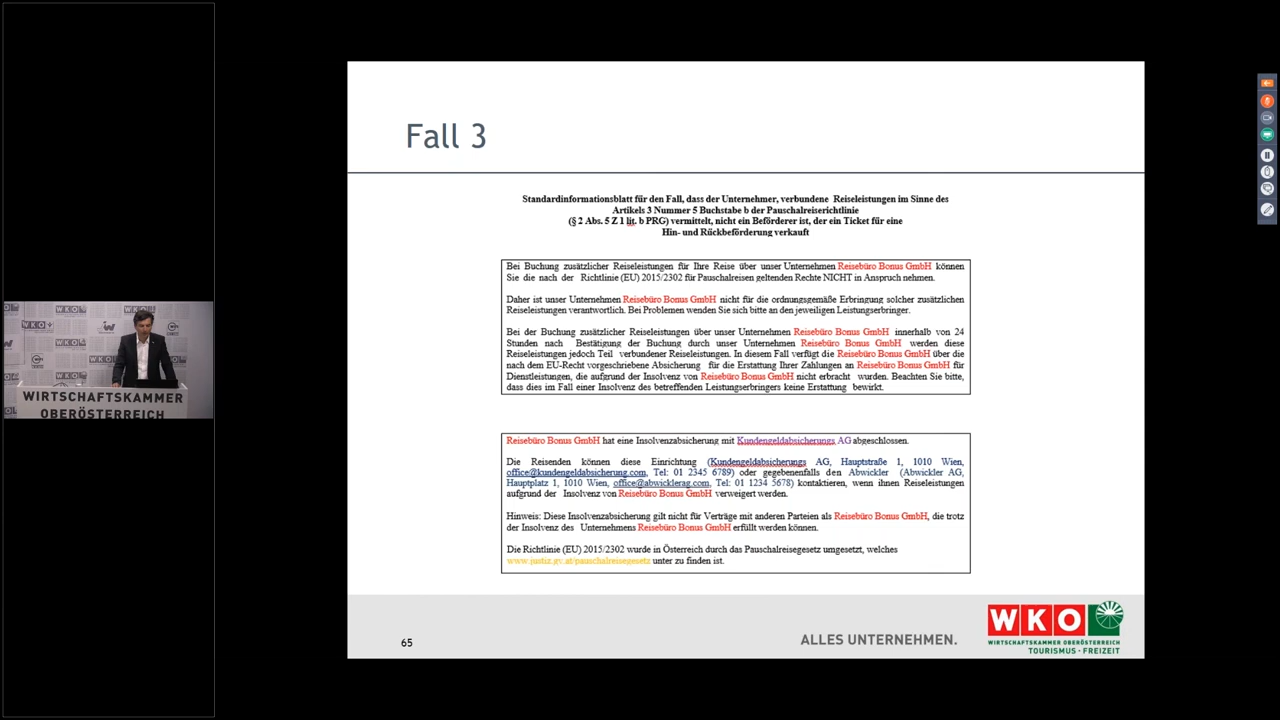 Fall 3
Standardinformationsblatt für den Fall, dass der Unternehmer, verbundene Reiseleistungen im Sinne des
Artikels 3 Nummer 5 Buchstabe b der Pauschalreiserichtlinie
(§ 2 Abs. 5 Z 1 lit. b PRG) vermittelt, nicht ein Beförderer ist, der ein Ticket für eine
Hin- und Rückbeförderung verkauft
Bei Buchung zusätzlicher Reiseleistungen für Ihre Reise über unser Unternehmen Reisebüro Bonus GmbH können
Sie die nach der Richtlinie (EU) 2015/2302 für Pauschalreisen geltenden Rechte NICHT in Anspruch nehmen.
Daher ist unser Unternehmen Reisebüro Bonus GmbH nicht für die ordnungsgemäße Erbringung solcher zusätzlichen
Reiseleistungen verantwortlich. Bei Problemen wenden Sie sich bitte an den jeweiligen Leistungserbringer.
Bei der Buchung zusätzlicher Reiseleistungen über unser Unternehmen Reisebüro Bonus GmbH innerhalb von 24
Stunden nach Bestätigung der Buchung durch unser Unternehmen Reisebüro Bonus GmbH werden diese
Reiseleistungen jedoch Teil verbundener Reiseleistungen. In diesem Fall verfügt die Reisebüro Bonus GmbH über die
nach dem EU-Recht vorgeschriebene Absicherung für die Erstattung Ihrer Zahlungen an Reisebüro Bonus GmbH für
Dienstleistungen, die aufgrund der Insolvenz von Reisebüro Bonus GmbH nicht erbracht wurden. Beachten Sie bitte,
dass dies im Fall einer Insolvenz des betreffenden Leistungserbringers keine Erstattung bewirkt.
Reisebüro Bonus GmbH hat eine Insolvenzabsicherung mit Kundengeldabsicherungs AG abgeschlossen.
Die Reisenden können diese Einrichtung (Kundengeldabsicherungs AG, Hauptstraße 1, 1010 Wien,
office@kundengeldabsicherung.com, Tel: 01 2345 6789) oder gegebenenfalls den Abwickler (Abwickler AG,
Hauptplatz 1, 1010 Wien, office@abwicklerag.com, Tel: 01 1234 5678) kontaktieren, wenn ihnen Reiseleistungen
aufgrund der Insolvenz von Reisebüro Bonus GmbH verweigert werden.
Hinweis: Diese Insolvenzabsicherung gilt nicht für Verträge mit anderen Parteien als Reisebüro Bonus GmbH, die trotz
der Insolvenz des Unternehmens Reisebüro Bonus GmbH erfüllt werden können.
Die Richtlinie (EU) 2015/2302 wurde in Österreich durch das Pauschalreisegesetz umgesetzt, welches
www.justiz.gv.at/pauschalreisegesetz unter zu finden ist.
65
ALLES UNTERNEHMEN.
WKO
WIRTSCHAFTSKAMMER OBERÖSTERREICH
TOURISMUS · FREIZEIT
WKO
WIRTSCHAFTSKAMMER
OBERÖSTERREICH